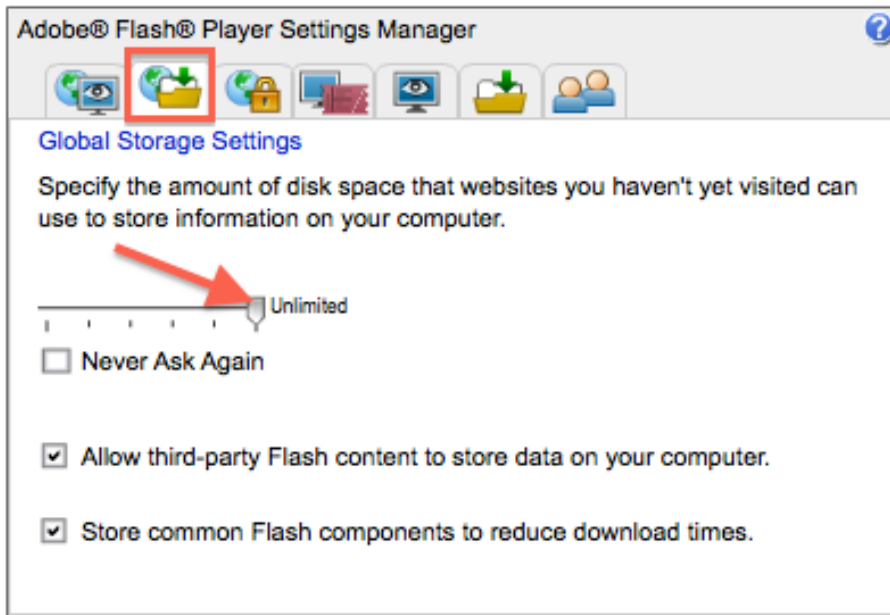 Adobe® Flash® Player Settings Manager
?
Global Storage Settings
Specify the amount of disk space that websites you haven't yet visited can
use to store information on your computer.
Unlimited
Never Ask Again
Allow third-party Flash content to store data on your computer.
Store common Flash components to reduce download times.